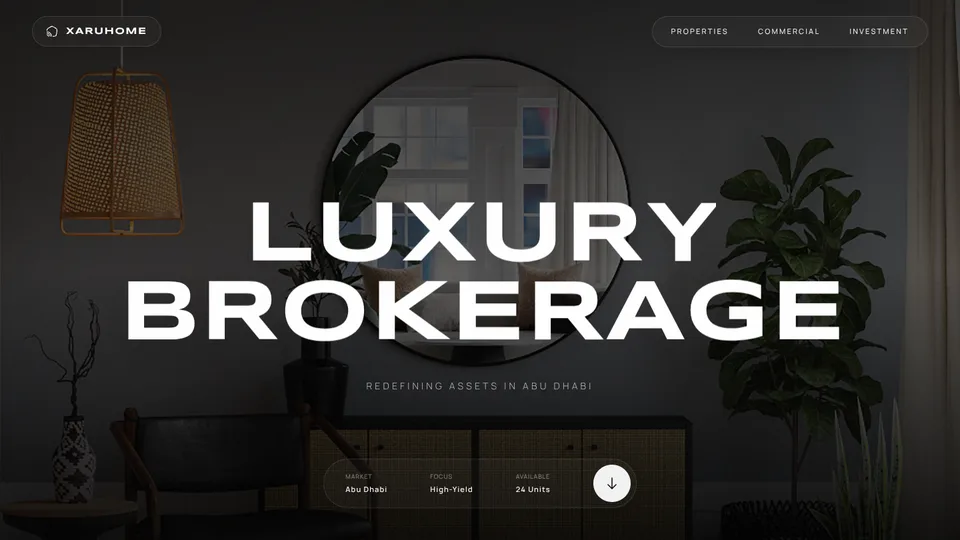 XARUHOME
PROPERTIES COMMERCIAL INVESTMENT
LUXURY
BROKERAGE
REDEFINING ASSETS IN ABU DHABI
MARKET FOCUS AVAILABLE
Abu Dhabi High-Yield 24 Units